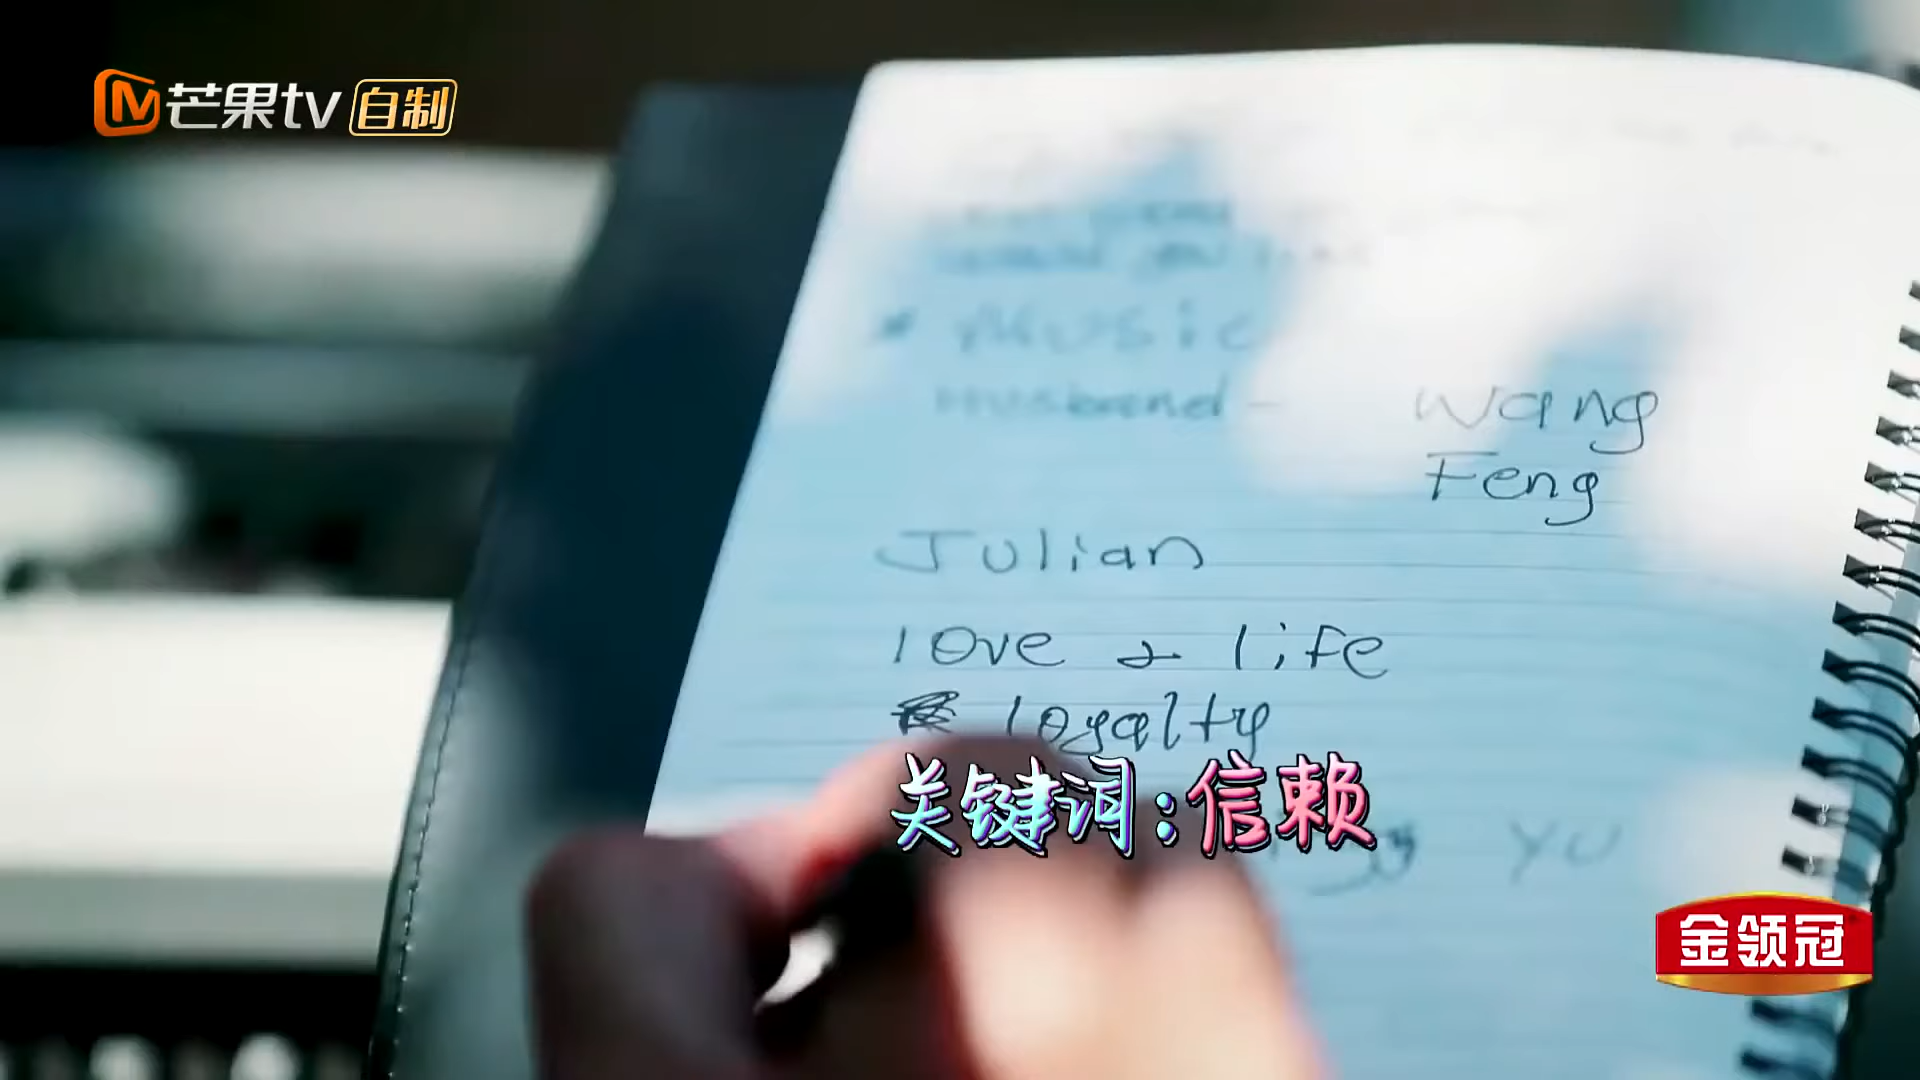 芒果tv 自制
* Music
Husband - Wang
Feng
Julian
love & life
loyalty
关键词:信赖
Yu
金领冠